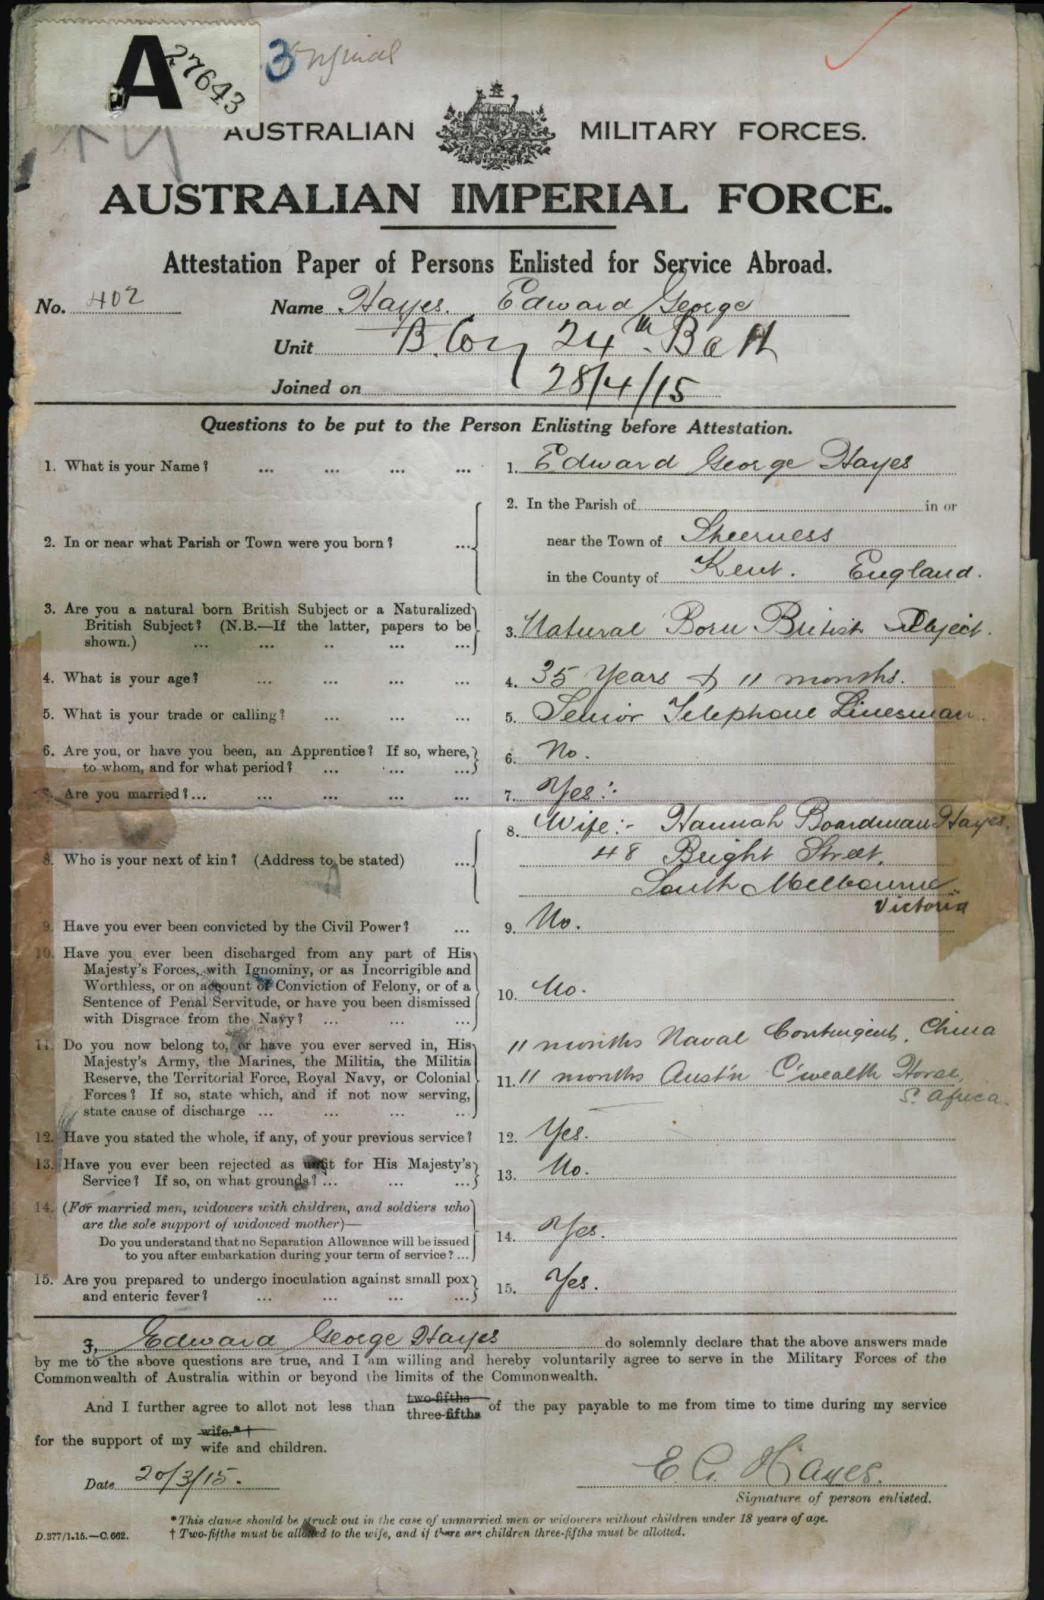 A 27643
3 Original
AUSTRALIAN MILITARY FORCES.
AUSTRALIAN IMPERIAL FORCE.
Attestation Paper of Persons Enlisted for Service Abroad.
No. 402 Name Hayes. Edward George
Unit B. Coy 24th. Batt
Joined on 28/4/15
Questions to be put to the Person Enlisting before Attestation.
1. What is your Name? ... ... ... ... 1. Edward George Hayes
2. In the Parish of in or
2. In or near what Parish or Town were you born? ... near the Town of Sheerness
in the County of Kent. England.
3. Are you a natural born British Subject or a Naturalized
British Subject? (N.B.—If the latter, papers to be 3. Natural Born British Subject.
shown.) ... ... .. ... ...
4. What is your age? ... ... ... ... 4. 35 Years & 11 months.
5. What is your trade or calling? ... ... ... 5. Senior Telephone Linesman
6. Are you, or have you been, an Apprentice? If so, where, 6. No.
to whom, and for what period? ... ... ...
7. Are you married? ... ... ... ... ... 7. Yes:-
8. Wife:- Hannah Boardman Hayes,
8. Who is your next of kin? (Address to be stated) ... 48 Bright Street,
South Melbourne
Victoria
9. Have you ever been convicted by the Civil Power? ... 9. No.
10. Have you ever been discharged from any part of His
Majesty's Forces, with Ignominy, or as Incorrigible and
Worthless, or on account of Conviction of Felony, or of a 10. No.
Sentence of Penal Servitude, or have you been dismissed
with Disgrace from the Navy? ... ... ...
11. Do you now belong to, or have you ever served in, His 11 months Naval Contingent, China
Majesty's Army, the Marines, the Militia, the Militia
Reserve, the Territorial Force, Royal Navy, or Colonial 11. 11 months Aust'n C'wealth Horse,
Forces? If so, state which, and if not now serving, S. Africa.
state cause of discharge ... ... ... ...
12. Have you stated the whole, if any, of your previous service? 12. Yes.
13. Have you ever been rejected as unfit for His Majesty's 13. No.
Service? If so, on what grounds? ... ... ...
14. (For married men, widowers with children, and soldiers who
are the sole support of widowed mother)—
Do you understand that no Separation Allowance will be issued 14. Yes.
to you after embarkation during your term of service? ...
15. Are you prepared to undergo inoculation against small pox 15. Yes.
and enteric fever? ... ... ... ...
I, Edward George Hayes do solemnly declare that the above answers made
by me to the above questions are true, and I am willing and hereby voluntarily agree to serve in the Military Forces of the
Commonwealth of Australia within or beyond the limits of the Commonwealth.
And I further agree to allot not less than two-fifths three-fifths of the pay payable to me from time to time during my service
for the support of my wife.*† wife and children.
Date 20/3/15. E. G. Hayes.
Signature of person enlisted.
*This clause should be struck out in the case of unmarried men or widowers without children under 18 years of age.
D.377/1.15.—C.662. † Two-fifths must be allotted to the wife, and if there are children three-fifths must be allotted.